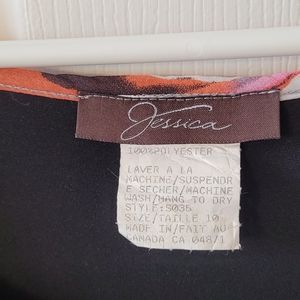 Jessica
100%POLYESTER
LAVER A LA
MACHINE/SUSPENDR
E SECHER/MACHINE
WASH/HANG TO DRY
STYLE:5035
SIZE/TAILLE 10
MADE IN/FAIT AU
CANADA CA 048/1